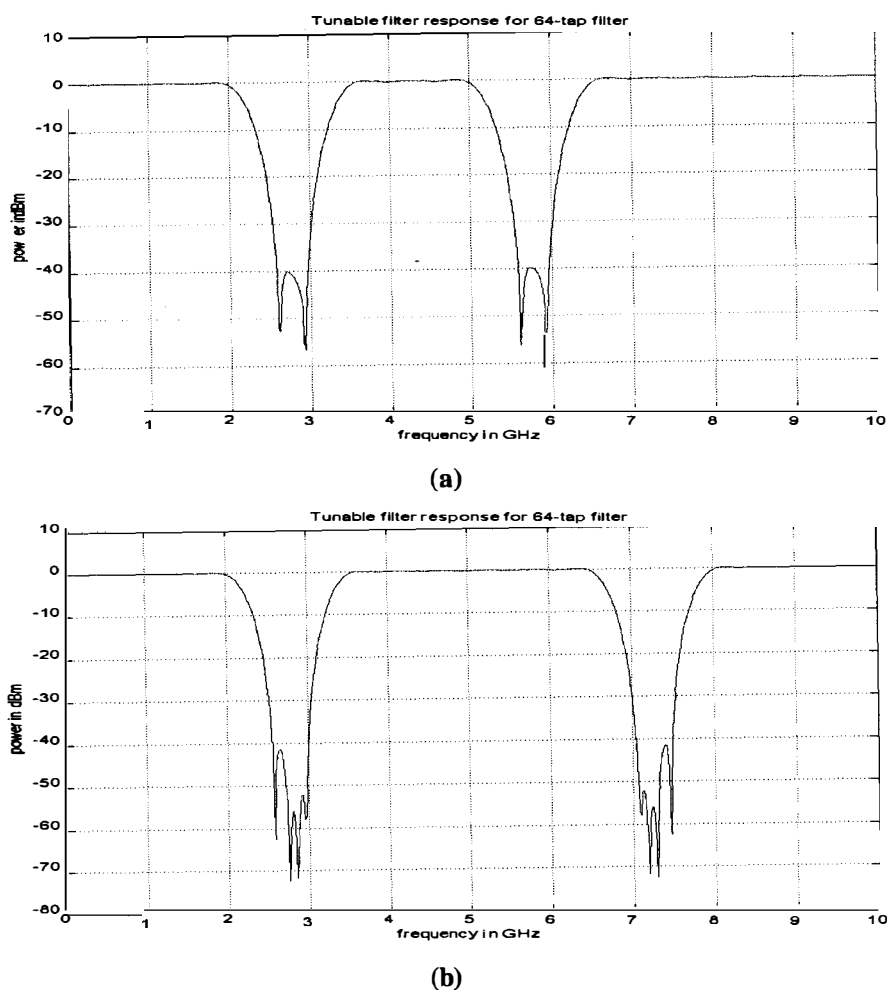 Tunable filter response for 64-tap filter
10
0
-10
-20
-30
-40
-50
-60
-70
power in dBm
0 1 2 3 4 5 6 7 8 9 10
frequency in GHz
(a)
Tunable filter response for 64-tap filter
10
0
-10
-20
-30
-40
-50
-60
-70
-80
power in dBm
0 1 2 3 4 5 6 7 8 9 10
frequency in GHz
(b)